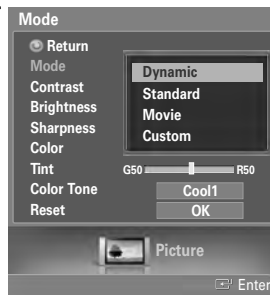 Mode
Return
Mode
Contrast
Brightness
Sharpness
Color
Tint
Color Tone
Reset
Dynamic
Standard
Movie
Custom
G50
R50
Cool1
OK
Picture
Enter